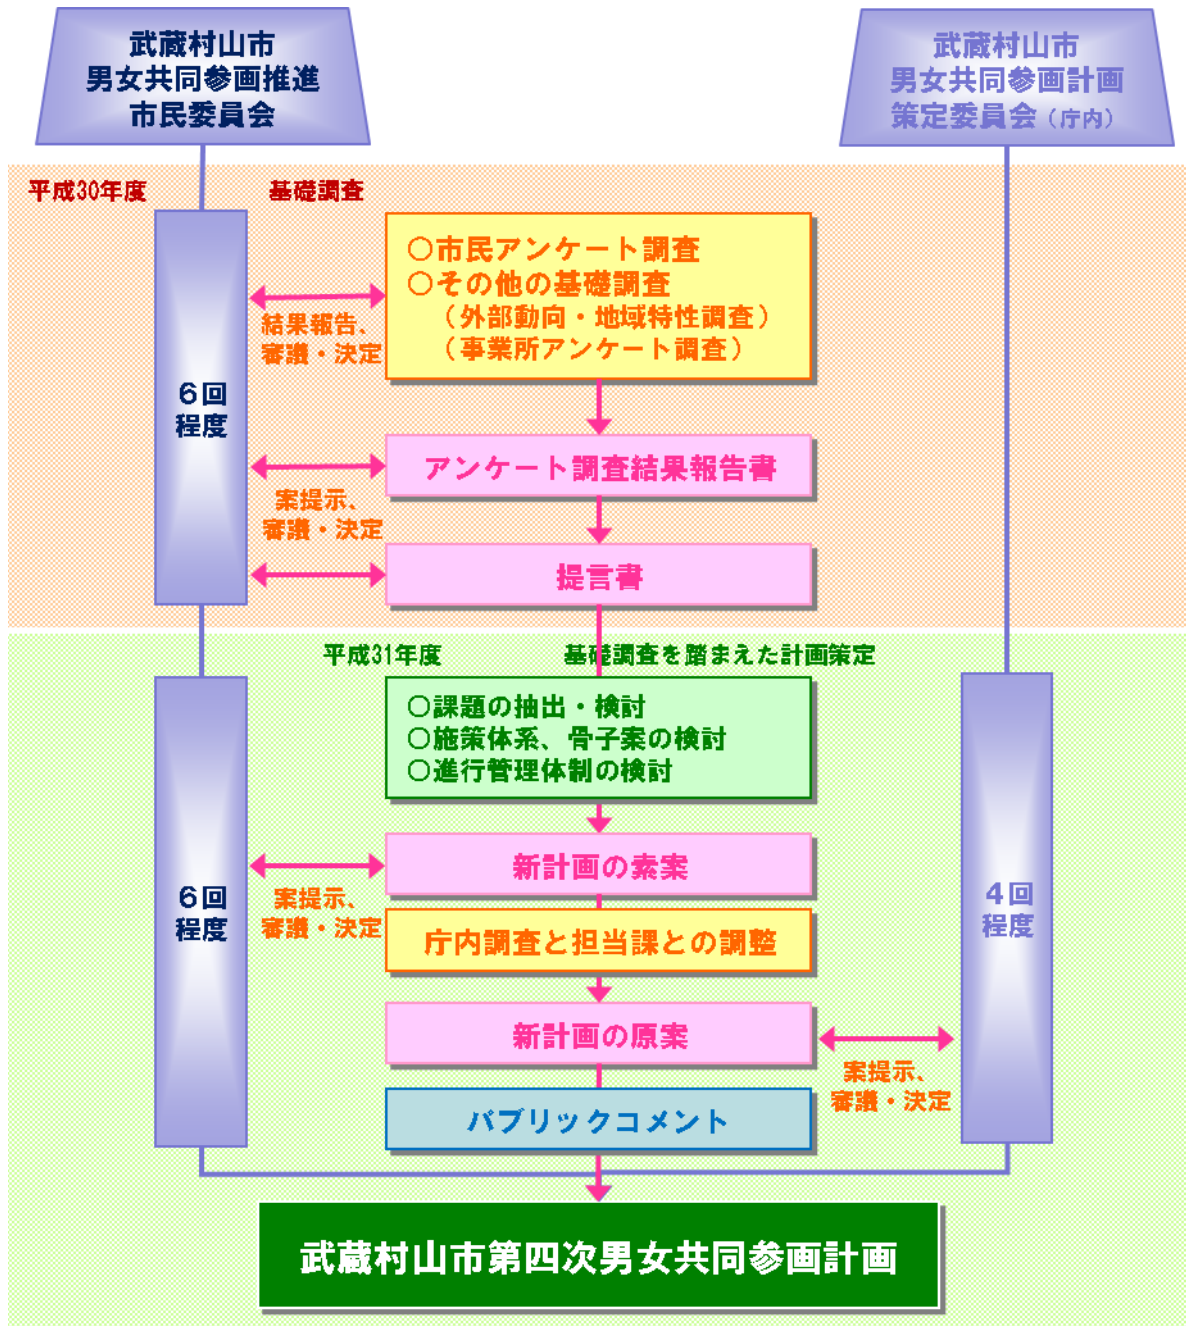 武蔵村山市
男女共同参画推進
市民委員会
武蔵村山市
男女共同参画計画
策定委員会（庁内）
平成30年度
基礎調査
○市民アンケート調査
○その他の基礎調査
（外部動向・地域特性調査）
（事業所アンケート調査）
結果報告、
審議・決定
６回
程度
アンケート調査結果報告書
案提示、
審議・決定
提言書
平成31年度
基礎調査を踏まえた計画策定
○課題の抽出・検討
○施策体系、骨子案の検討
○進行管理体制の検討
新計画の素案
６回
程度
案提示、
審議・決定
４回
程度
庁内調査と担当課との調整
新計画の原案
案提示、
審議・決定
パブリックコメント
武蔵村山市第四次男女共同参画計画